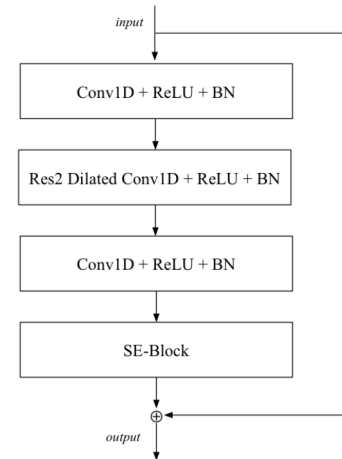 input
Conv1D + ReLU + BN
Res2 Dilated Conv1D + ReLU + BN
Conv1D + ReLU + BN
SE-Block
output